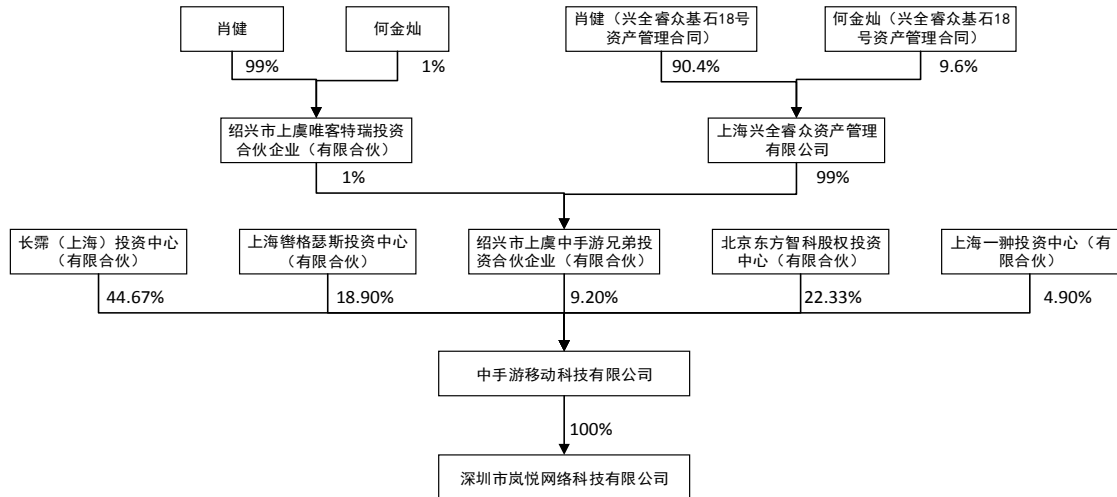 肖健
何金灿
肖健（兴全睿众基石18号
资产管理合同）
何金灿（兴全睿众基石18
号资产管理合同）
99%
1%
90.4%
9.6%
绍兴市上虞唯客特瑞投资
合伙企业（有限合伙）
上海兴全睿众资产管理
有限公司
1%
99%
长霈（上海）投资中心
（有限合伙）
上海辔格瑟斯投资中心
（有限合伙）
绍兴市上虞中手游兄弟投
资合伙企业（有限合伙）
北京东方智科股权投资
中心（有限合伙）
上海一翀投资中心（有
限合伙）
44.67%
18.90%
9.20%
22.33%
4.90%
中手游移动科技有限公司
100%
深圳市岚悦网络科技有限公司